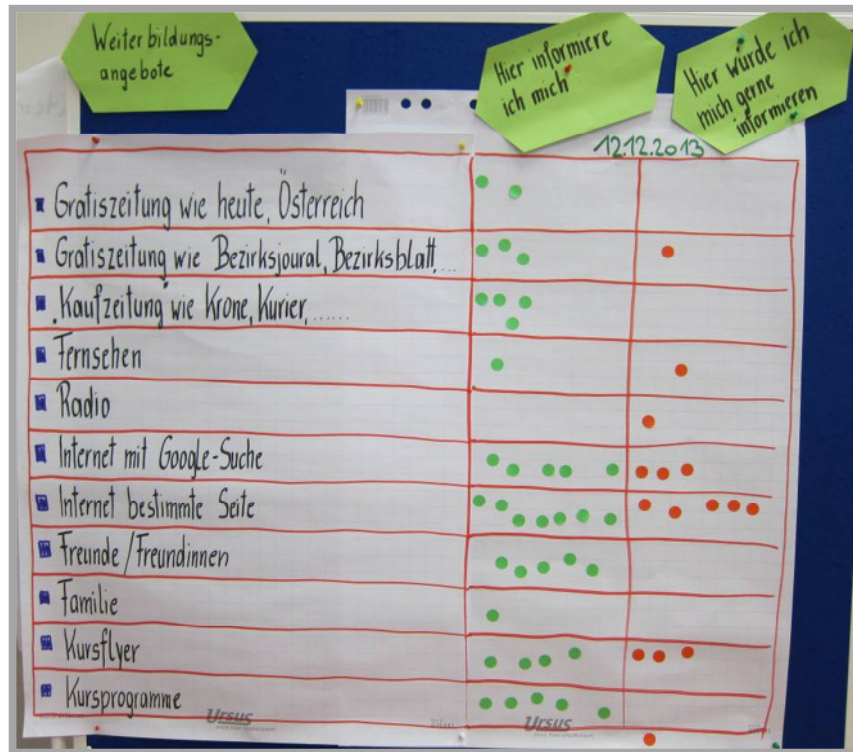 Weiterbildungs-
angebote
Hier informiere
ich mich
Hier würde ich
mich gerne
informieren
12.12.2013
Gratiszeitung wie heute, Österreich
Gratiszeitung wie Bezirksjoural, Bezirksblatt...
Kaufzeitung wie Krone, Kurier, ......
Fernsehen
Radio
Internet mit Google-Suche
Internet bestimmte Seite
Freunde/Freundinnen
Familie
Kursflyer
Kursprogramme
Ursus
Ursus